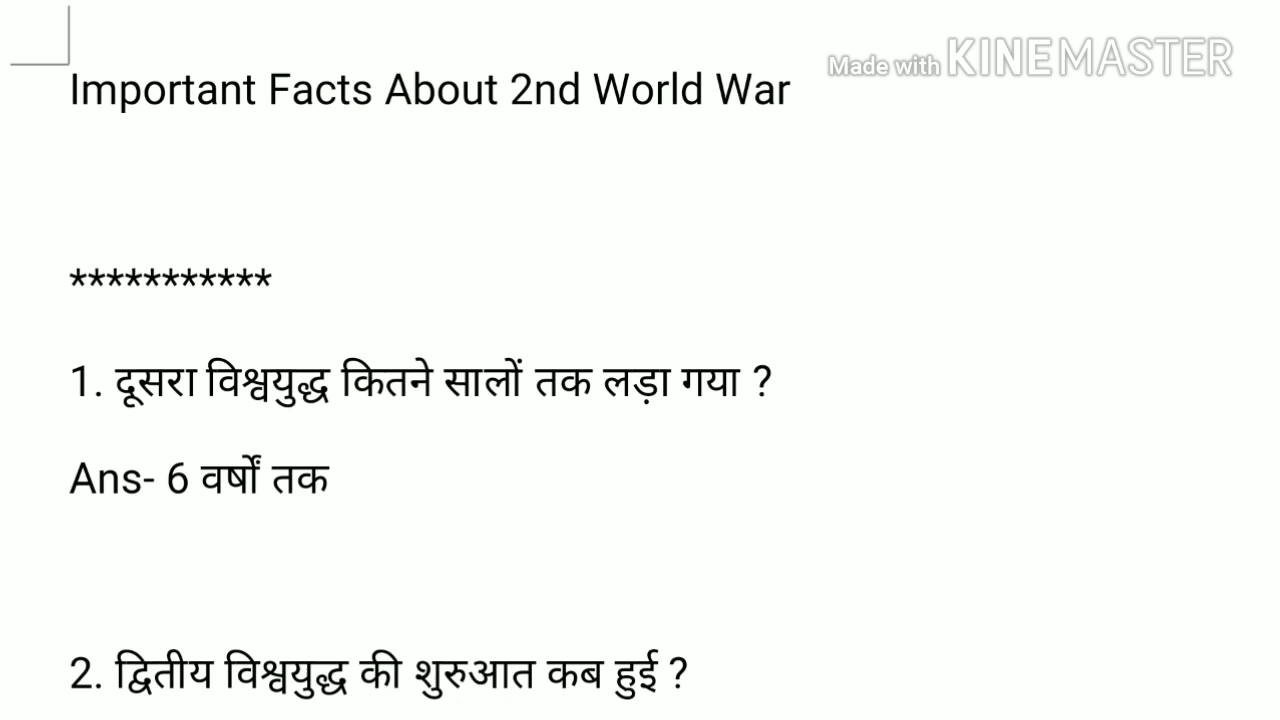 Made with KINEMASTER
Important Facts About 2nd World War
***********
1. दूसरा विश्वयुद्ध कितने सालों तक लड़ा गया ?
Ans- 6 वर्षों तक
2. द्वितीय विश्वयुद्ध की शुरुआत कब हुई ?